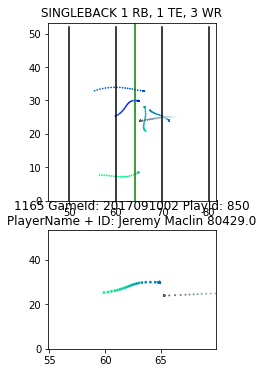 SINGLEBACK 1 RB, 1 TE, 3 WR
50
40
30
20
10
0
50 60 70 80
1165 GameId: 2017091002 PlayId: 850
PlayerName + ID: Jeremy Maclin 80429.0
40
20
0
55 60 65